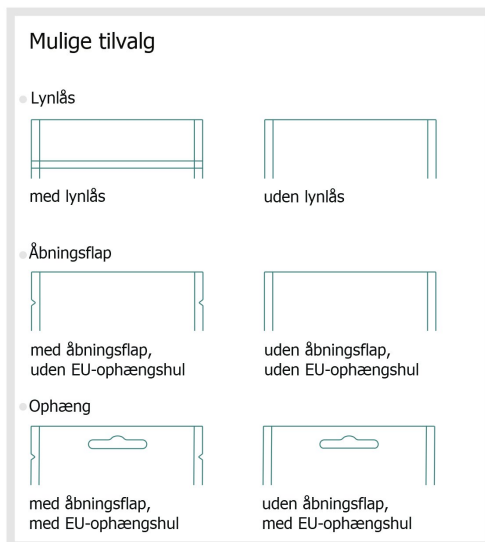 Mulige tilvalg
Lynlås
med lynlås
uden lynlås
Åbningsflap
med åbningsflap,
uden EU-ophængshul
uden åbningsflap,
uden EU-ophængshul
Ophæng
med åbningsflap,
med EU-ophængshul
uden åbningsflap,
med EU-ophængshul